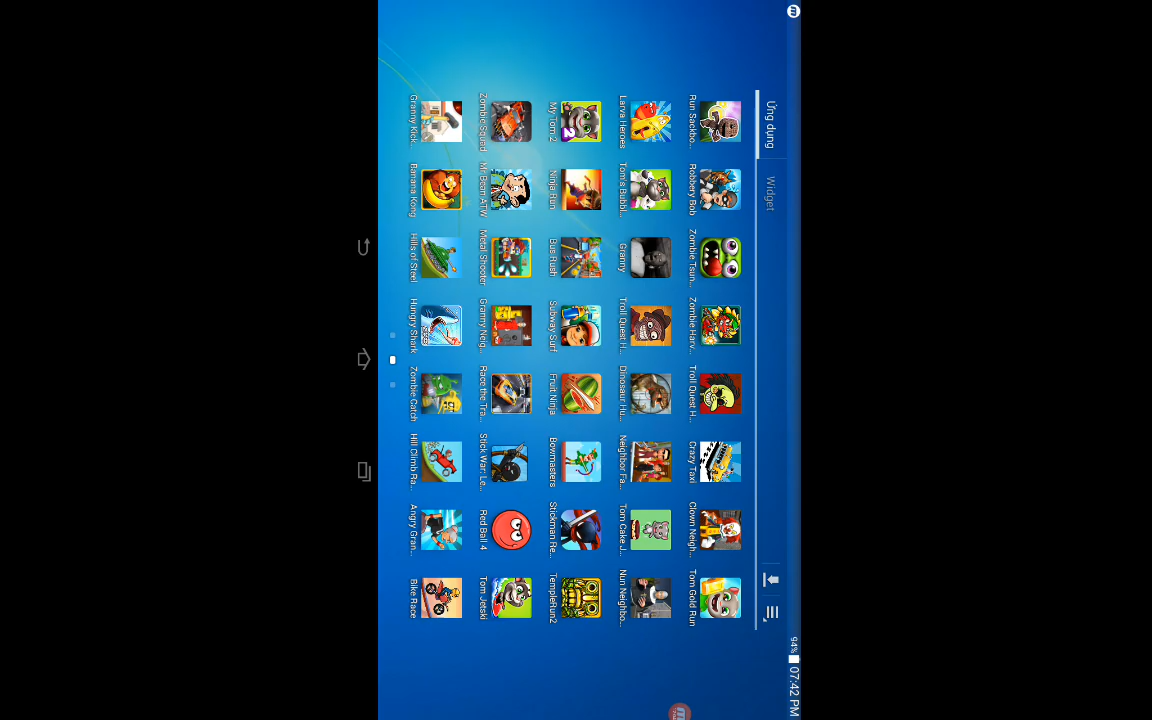 94% 07:42 PM
Ứng dụng Widget
Run Sackbo... Robbery Bob Zombie Tsun... Zombie Harv... Troll Quest H... Crazy Taxi Clown Neigh... Tom Gold Run
Larva Heroes Tom's Bubbl... Granny Troll Quest H... Dinosaur Hu... Neighbor Fa... Tom Cake J... Nun Neighbo...
My Tom 2 Ninja Run Bus Rush Subway Surf Fruit Ninja Bowmasters Stickman Re... TempleRun2
Zombie Squad Mr. Bean ATW Metal Shooter Granny Neig... Race the Tra... Stick War: Le... Red Ball 4 Tom Jetski
Granny Kick... Banana Kong Hills of Steel Hungry Shark Zombie Catch Hill Climb Ra... Angry Gran... Bike Race